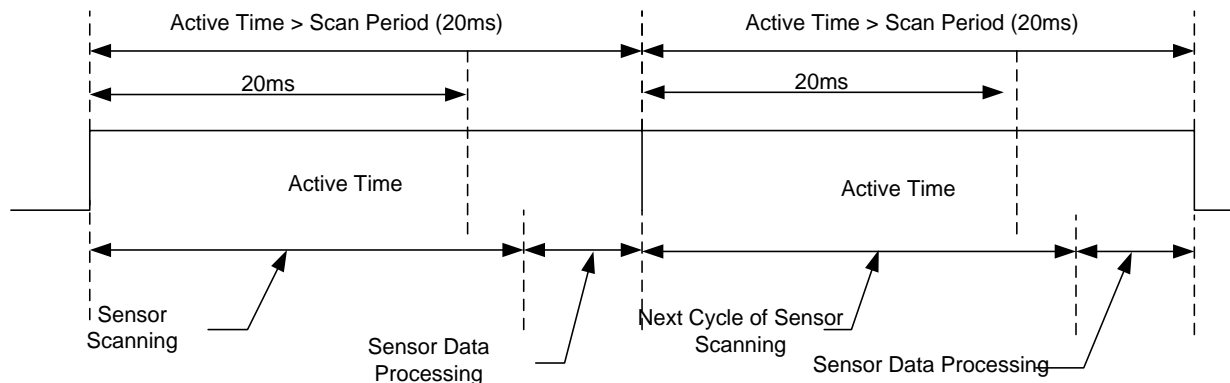 Active Time > Scan Period (20ms)
Active Time > Scan Period (20ms)
20ms
20ms
Active Time
Active Time
Sensor
Scanning
Sensor Data
Processing
Next Cycle of Sensor
Scanning
Sensor Data Processing